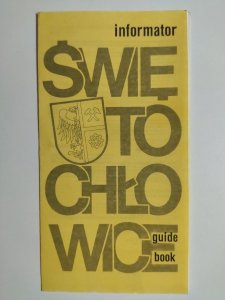 informator
ŚWIĘ
TO
CHŁO
WICE
guide
book